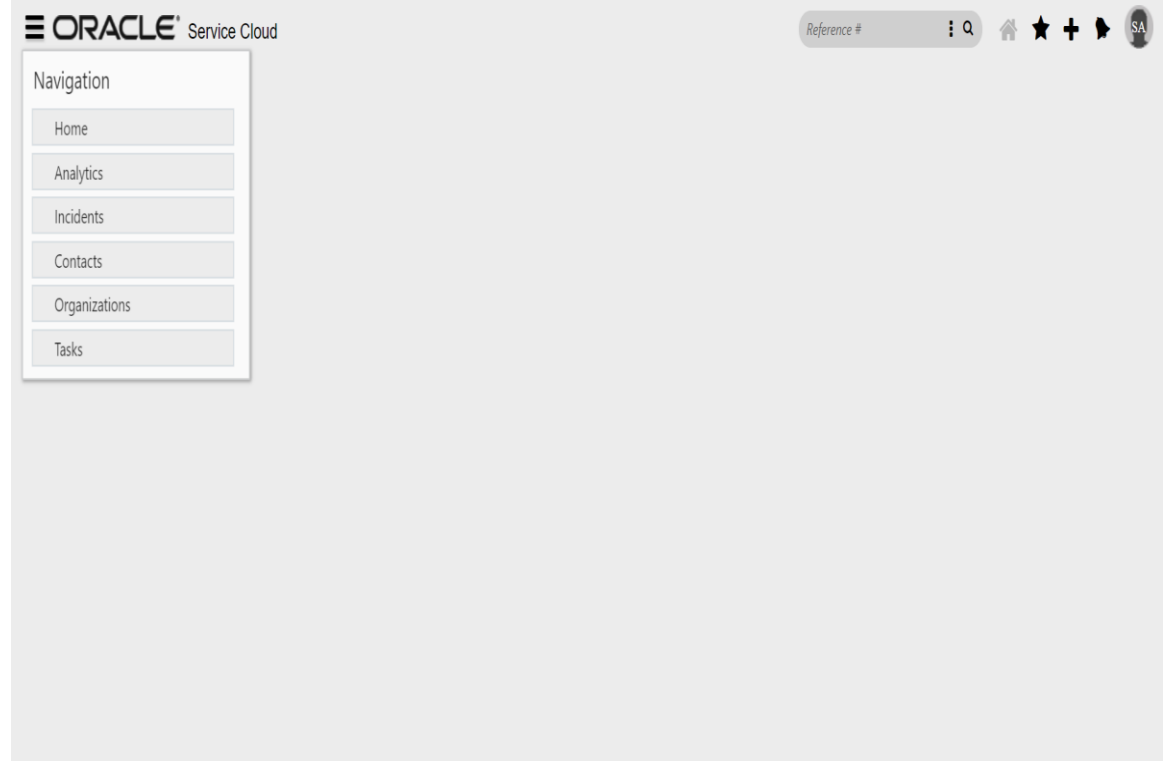 ORACLE® Service Cloud
Reference #
SA
Navigation
Home
Analytics
Incidents
Contacts
Organizations
Tasks